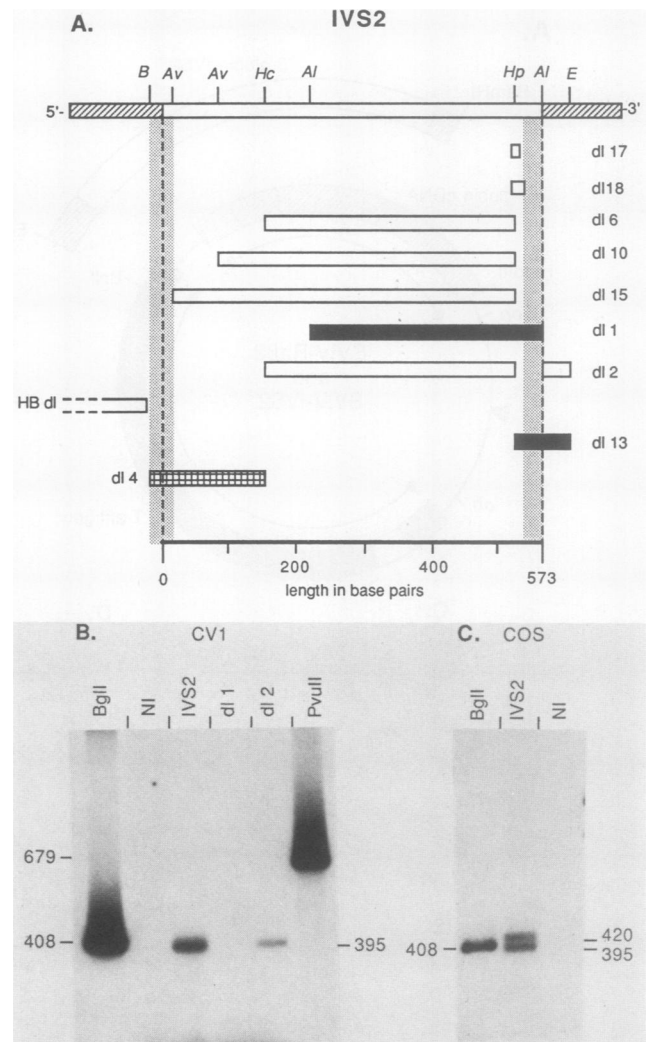 A.
IVS2
B Av Av Hc Al Hp Al E
5'- -3'
dl 17
dl18
dl 6
dl 10
dl 15
dl 1
dl 2
HB dl
dl 13
dl 4
0 200 400 573
length in base pairs
B. CV1
BglI NI IVS2 dl 1 dl 2 PvuII
679
408 395
C. COS
BglI IVS2 NI
420
408 395